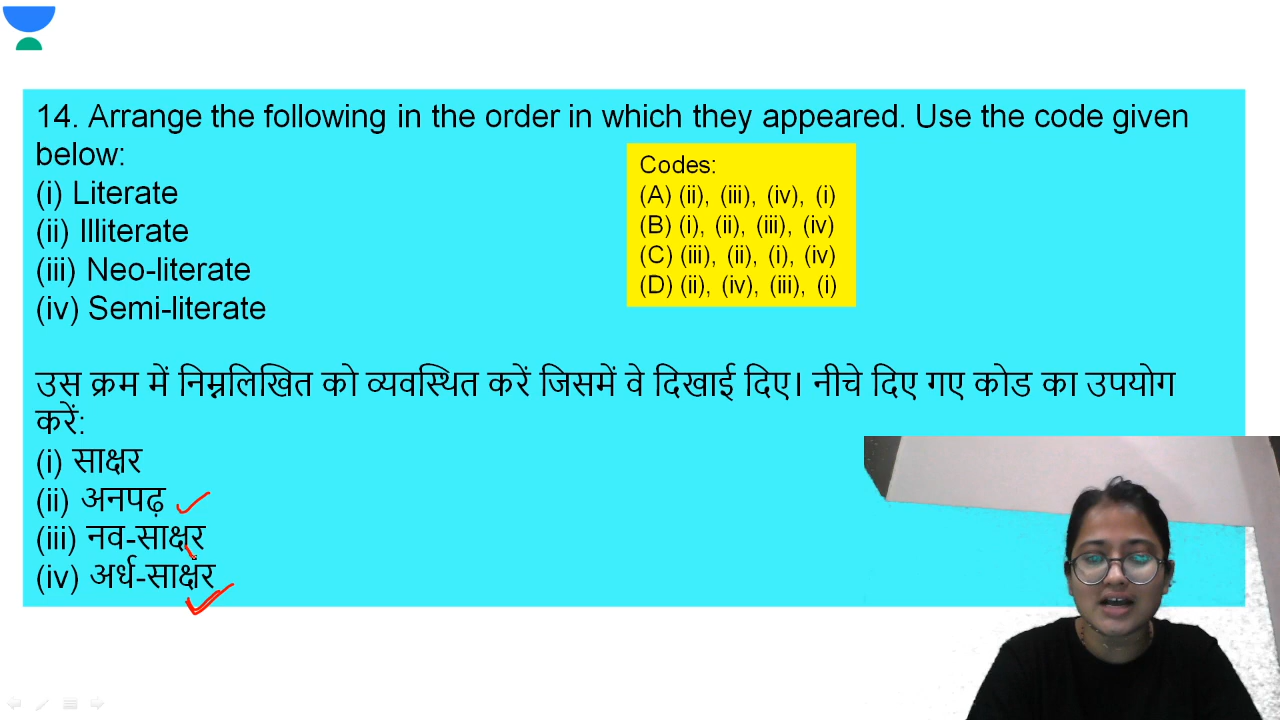 14. Arrange the following in the order in which they appeared. Use the code given
below:
(i) Literate
(ii) Illiterate
(iii) Neo-literate
(iv) Semi-literate
Codes:
(A) (ii), (iii), (iv), (i)
(B) (i), (ii), (iii), (iv)
(C) (iii), (ii), (i), (iv)
(D) (ii), (iv), (iii), (i)
उस क्रम में निम्नलिखित को व्यवस्थित करें जिसमें वे दिखाई दिए। नीचे दिए गए कोड का उपयोग
करें:
(i) साक्षर
(ii) अनपढ़
(iii) नव-साक्षर
(iv) अर्ध-साक्षर